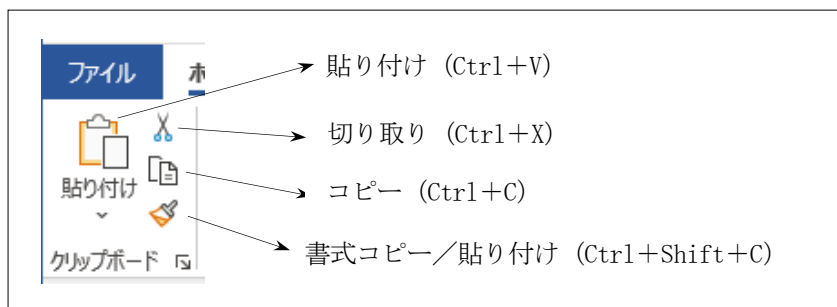 ファイル ホ
貼り付け (Ctrl+V)
切り取り (Ctrl+X)
貼り付け
コピー (Ctrl+C)
書式コピー／貼り付け (Ctrl+Shift+C)
クリップボード